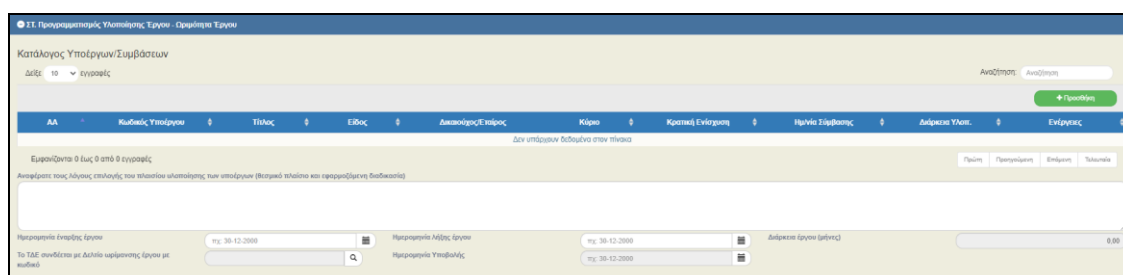 ΣΤ. Προγραμματισμός Υλοποίησης Έργου - Ωριμότητα Έργου
Κατάλογος Υποέργων/Συμβάσεων
Δείξε 10 εγγραφές
Αναζήτηση: Αναζήτηση
+ Προσθήκη
ΑΑ Κωδικός Υποέργου Τίτλος Είδος Δικαιούχος/Εταίρος Κύριο Κρατική Ενίσχυση Ημ/νία Σύμβασης Διάρκεια Υλοπ. Ενέργειες
Δεν υπάρχουν δεδομένα στον πίνακα
Εμφανίζονται 0 έως 0 από 0 εγγραφές
Πρώτη Προηγούμενη Επόμενη Τελευταία
Αναφέρατε τους λόγους επιλογής του πλαισίου υλοποίησης των υποέργων (θεσμικό πλαίσιο και εφαρμοζόμενη διαδικασία)
Ημερομηνία έναρξης έργου πχ: 30-12-2000 Ημερομηνία λήξης έργου πχ: 30-12-2000 Διάρκεια έργου (μήνες) 0,00
Το ΤΔΕ συνδέεται με Δελτίο ωρίμανσης έργου με
κωδικό
Ημερομηνία Υποβολής πχ: 30-12-2000